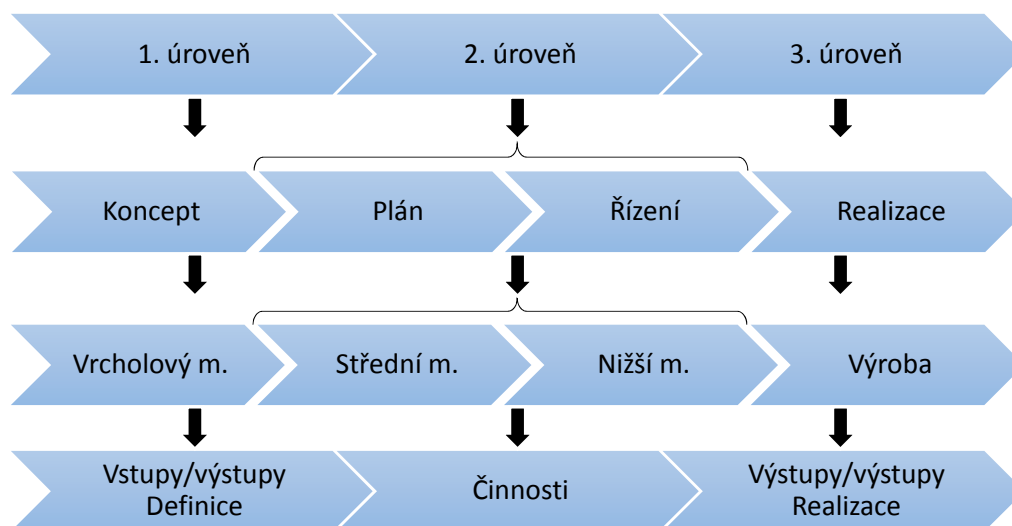 1. úroveň
2. úroveň
3. úroveň
Koncept
Plán
Řízení
Realizace
Vrcholový m.
Střední m.
Nižší m.
Výroba
Vstupy/výstupy
Definice
Činnosti
Výstupy/výstupy
Realizace